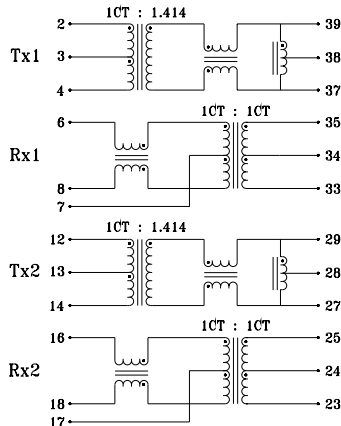 1CT : 1.414
2 39
Tx1 3 38
4 37
1CT : 1CT
6 35
Rx1 34
8 33
7
1CT : 1.414
12 29
Tx2 13 28
14 27
1CT : 1CT
16 25
Rx2 24
18 23
17